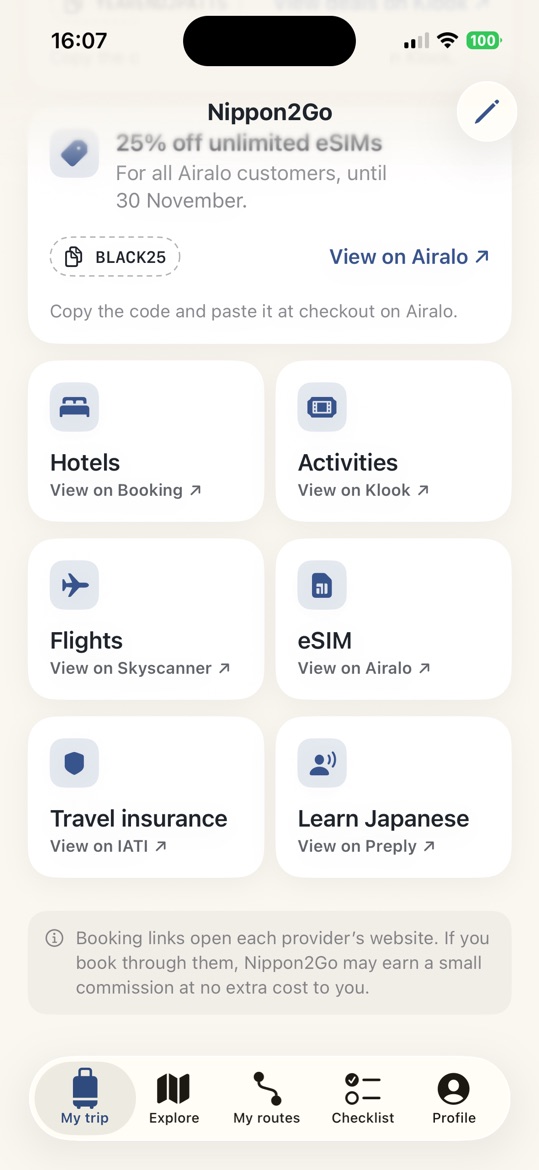 16:07
100
Nippon2Go
25% off unlimited eSIMs
For all Airalo customers, until
30 November.
BLACK25
View on Airalo
Copy the code and paste it at checkout on Airalo.
Hotels
View on Booking
Activities
View on Klook
Flights
View on Skyscanner
eSIM
View on Airalo
Travel insurance
View on IATI
Learn Japanese
View on Preply
Booking links open each provider’s website. If you
book through them, Nippon2Go may earn a small
commission at no extra cost to you.
My trip
Explore
My routes
Checklist
Profile